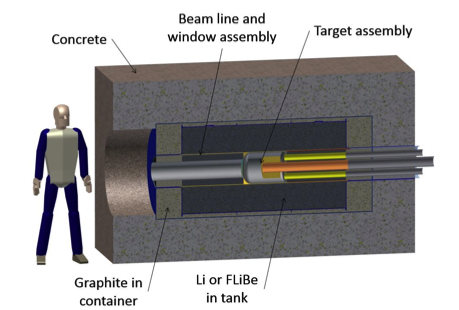 Beam line and
window assembly
Target assembly
Concrete
Graphite in
container
Li or FLiBe
in tank